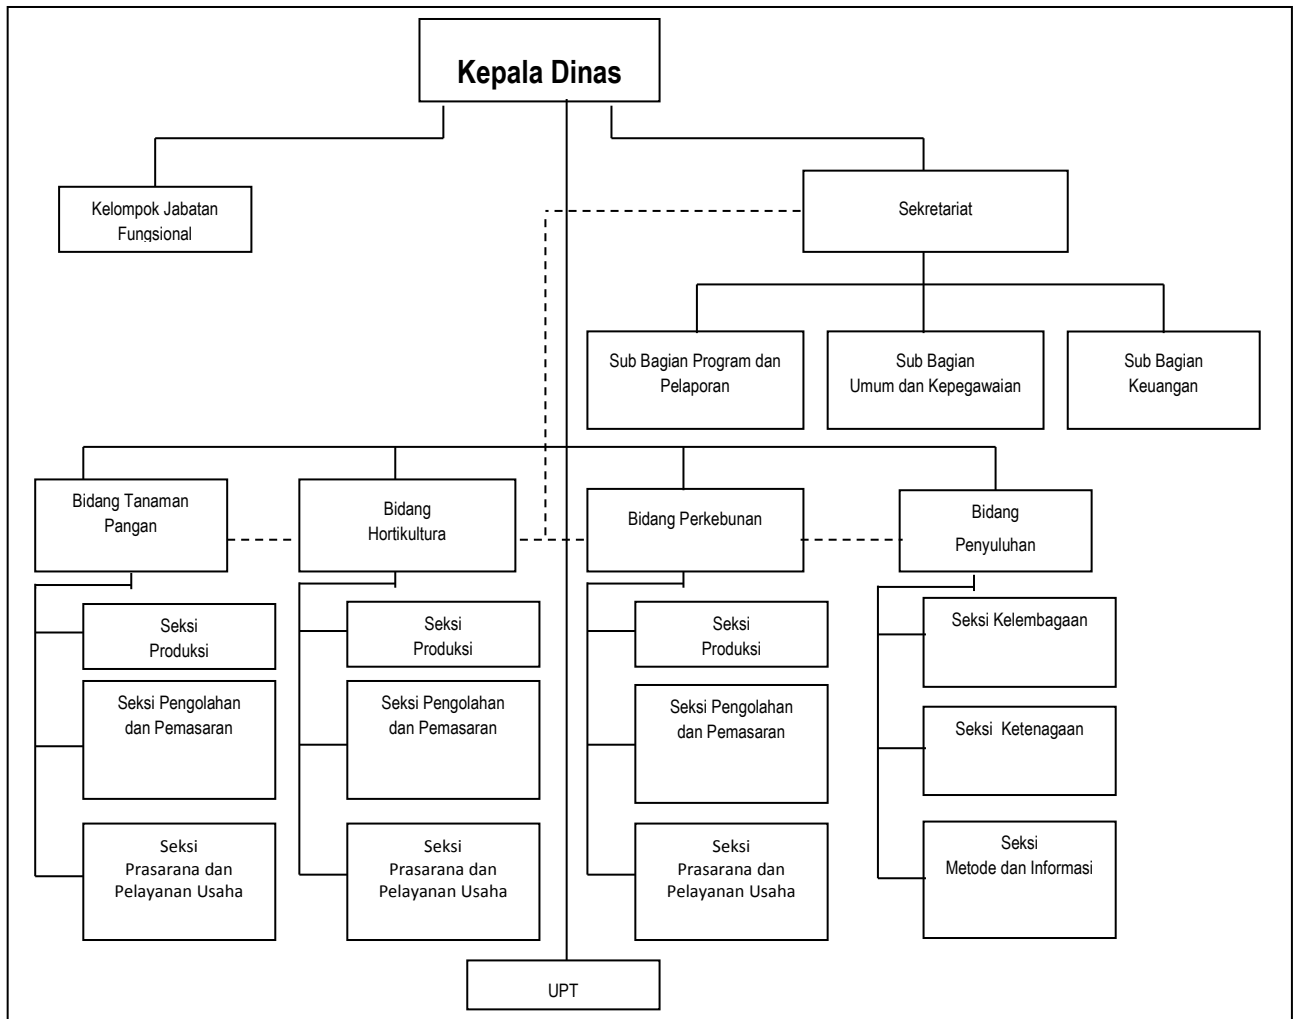 Kepala Dinas
Kelompok Jabatan
Fungsional
Sekretariat
Sub Bagian Program dan
Pelaporan
Sub Bagian
Umum dan Kepegawaian
Sub Bagian
Keuangan
Bidang Tanaman
Pangan
Bidang
Hortikultura
Bidang Perkebunan
Bidang
Penyuluhan
Seksi
Produksi
Seksi Pengolahan
dan Pemasaran
Seksi
Prasarana dan
Pelayanan Usaha
Seksi
Produksi
Seksi Pengolahan
dan Pemasaran
Seksi
Prasarana dan
Pelayanan Usaha
Seksi
Produksi
Seksi Pengolahan
dan Pemasaran
Seksi
Prasarana dan
Pelayanan Usaha
Seksi Kelembagaan
Seksi Ketenagaan
Seksi
Metode dan Informasi
UPT